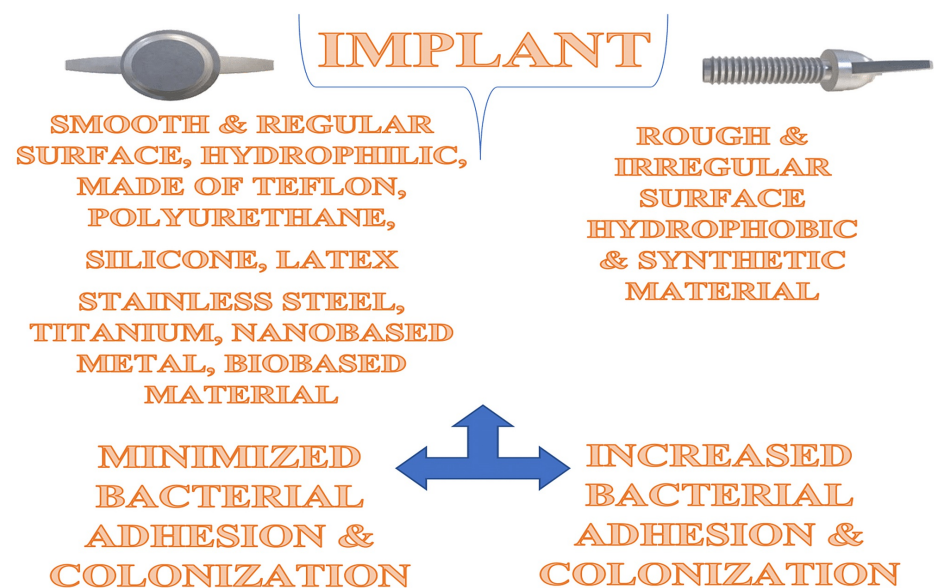 IMPLANT
SMOOTH & REGULAR
SURFACE, HYDROPHILIC,
MADE OF TEFLON,
POLYURETHANE,
SILICONE, LATEX
STAINLESS STEEL,
TITANIUM, NANOBASED
METAL, BIOBASED
MATERIAL
ROUGH &
IRREGULAR
SURFACE
HYDROPHOBIC
& SYNTHETIC
MATERIAL
MINIMIZED
BACTERIAL
ADHESION &
COLONIZATION
INCREASED
BACTERIAL
ADHESION &
COLONIZATION